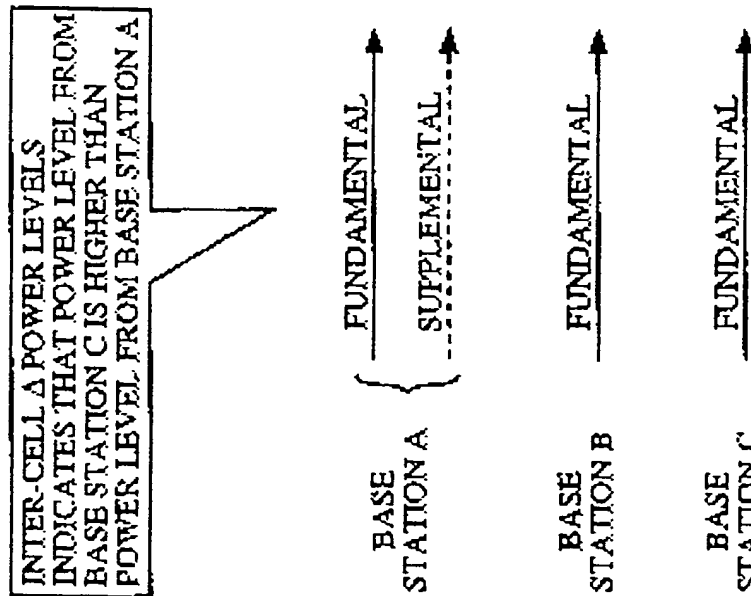 INTER-CELL Δ POWER LEVELS
INDICATES THAT POWER LEVEL FROM
BASE STATION C IS HIGHER THAN
POWER LEVEL FROM BASE STATION A
FUNDAMENTAL
SUPPLEMENTAL
BASE
STATION A
FUNDAMENTAL
BASE
STATION B
FUNDAMENTAL
BASE
STATION C